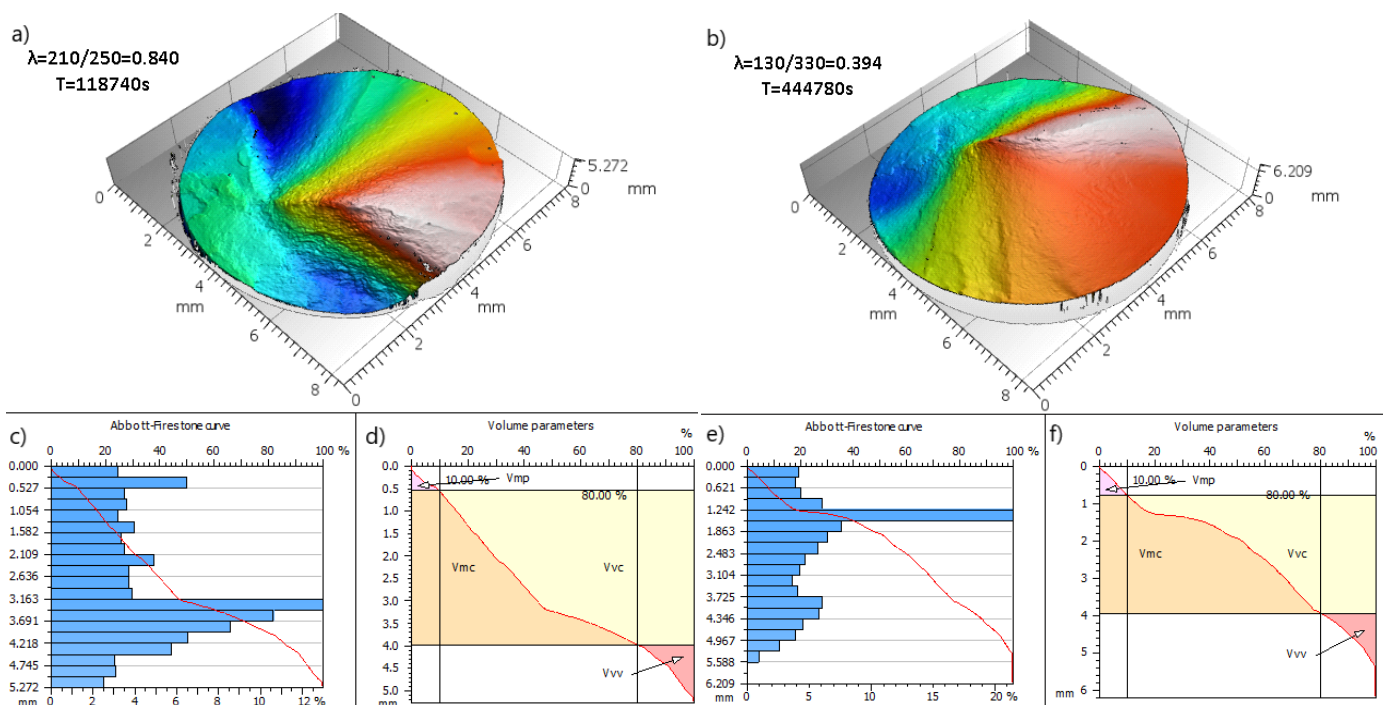 a)
λ=210/250=0.840
T=118740s
5.272
mm
0
2
4
6
8
mm
0
2
4
6
8
mm
b)
λ=130/330=0.394
T=444780s
6.209
mm
0
2
4
6
8
mm
0
2
4
6
8
mm
c)
Abbott-Firestone curve
0 20 40 60 80 100 %
0.000
0.527
1.054
1.582
2.109
2.636
3.163
3.691
4.218
4.745
5.272
mm 0 2 4 6 8 10 12 %
d)
Volume parameters
%
0 20 40 60 80 100
0.0
0.5
1.0
1.5
2.0
2.5
3.0
3.5
4.0
4.5
5.0
mm
10.00 %
Vmp
80.00 %
Vmc
Vvc
Vvv
e)
Abbott-Firestone curve
0 20 40 60 80 100 %
0.000
0.621
1.242
1.863
2.483
3.104
3.725
4.346
4.967
5.588
6.209
mm 0 5 10 15 20 %
f)
Volume parameters
%
0 20 40 60 80 100
0
1
2
3
4
5
6
mm
10.00 %
Vmp
80.00 %
Vmc
Vvc
Vvv